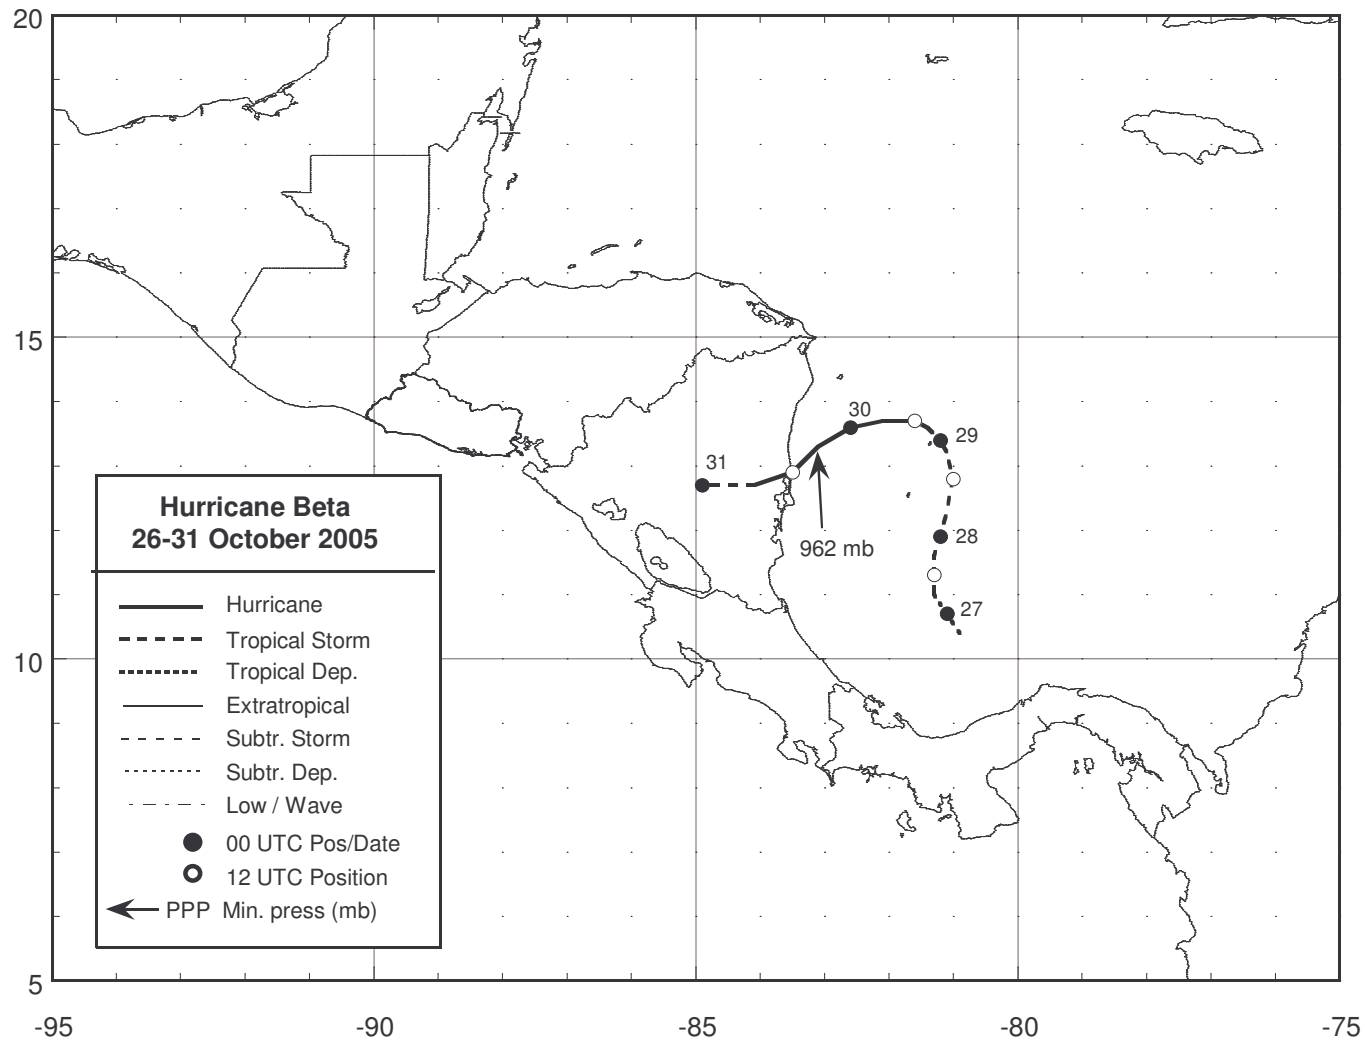 20
15
10
5
-95
-90
-85
-80
-75
30
29
31
28
962 mb
27
Hurricane Beta
26-31 October 2005
Hurricane
Tropical Storm
Tropical Dep.
Extratropical
Subtr. Storm
Subtr. Dep.
Low / Wave
00 UTC Pos/Date
12 UTC Position
PPP Min. press (mb)